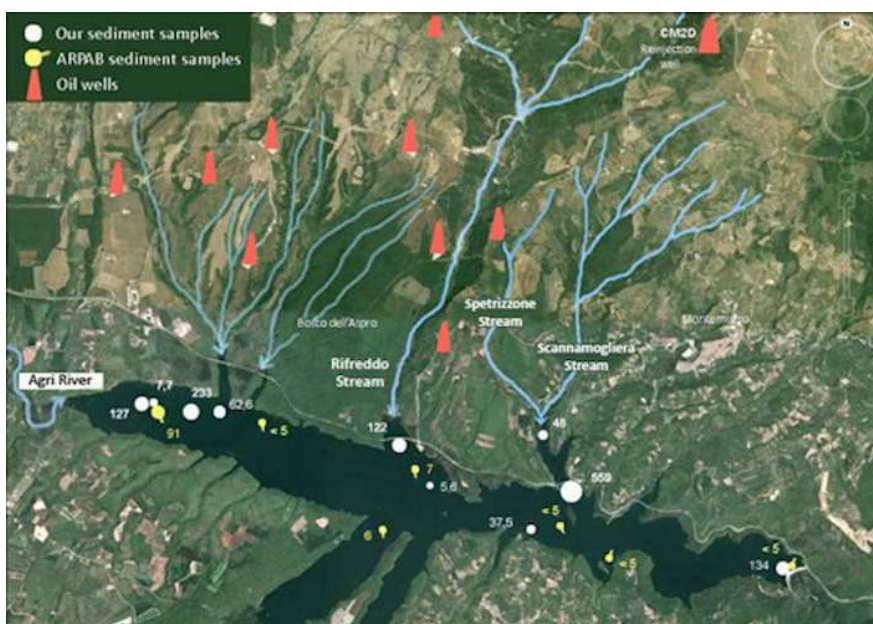 Our sediment samples
ARPAB sediment samples
Oil wells
N
CM2D
Reinjection
well
Bosco dell'Aspro
Spetrizzone
Stream
Montemurro
Rifreddo
Stream
Scannamogliera
Stream
Agri River
7,7
233
127
62,6
91
< 5
122
48
7
5,6
559
< 5
37,5
6
< 5
< 5
134